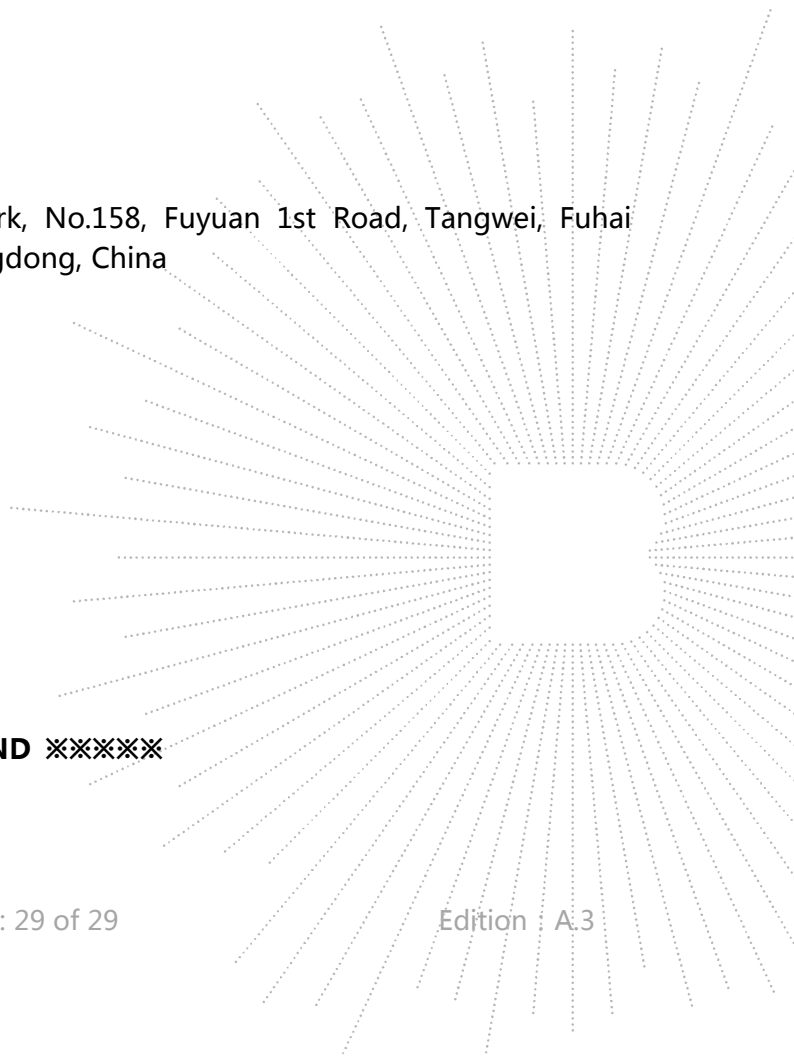 rk, No.158, Fuyuan 1st Road, Tangwei, Fuhai
gdong, China
ND ※※※※※
: 29 of 29 Edition：A.3